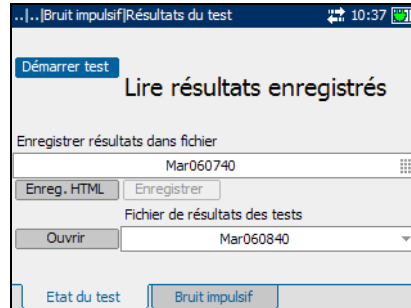 ..|..|Bruit impulsif|Résultats du test 10:37
Démarrer test
Lire résultats enregistrés
Enregistrer résultats dans fichier
Mar060740
Enreg. HTML Enregistrer
Fichier de résultats des tests
Ouvrir Mar060840
Etat du test Bruit impulsif